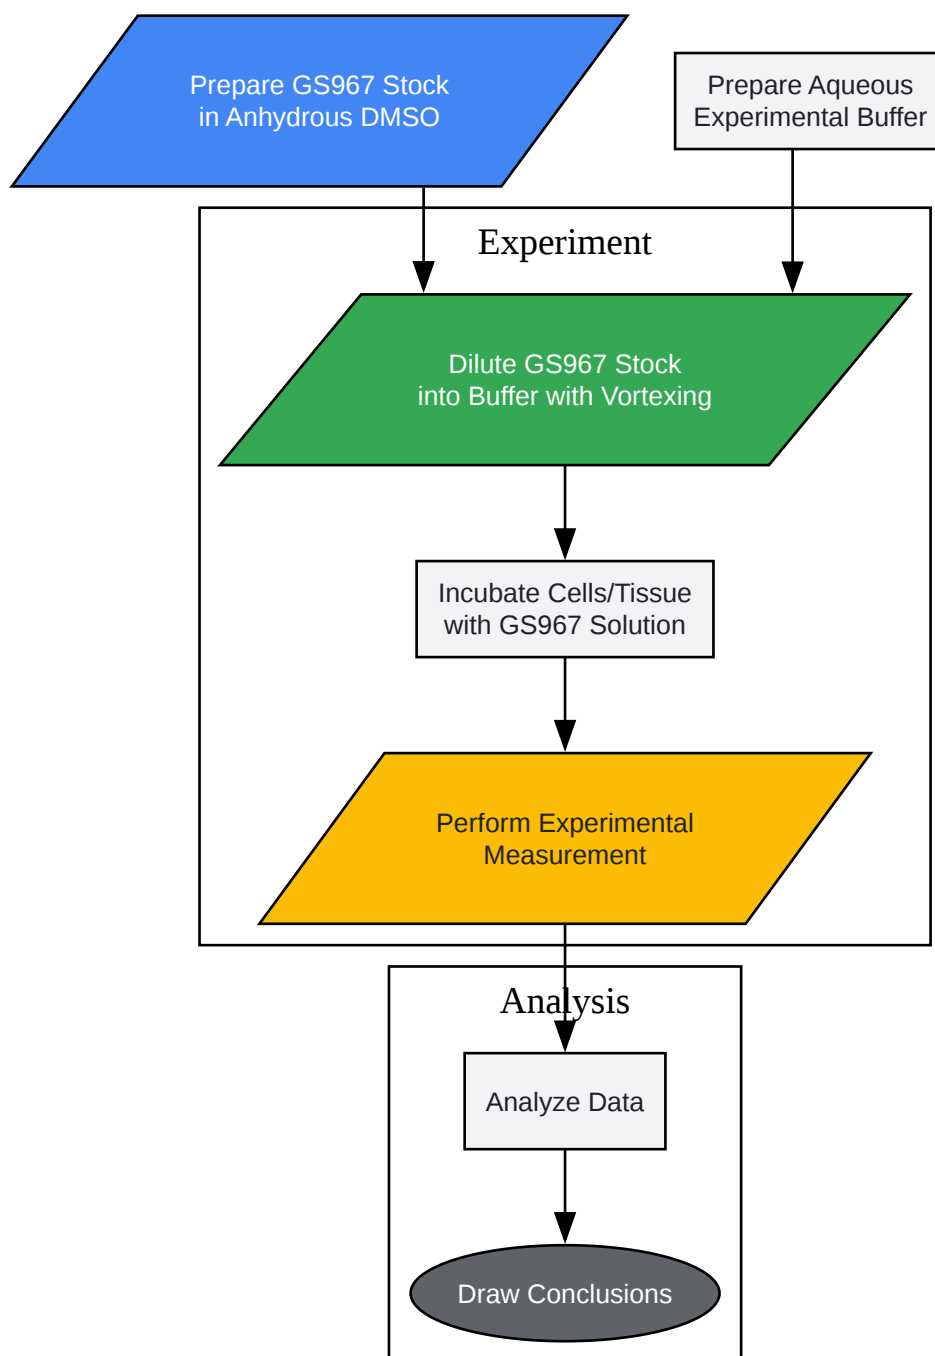 Prepare GS967 Stock
in Anhydrous DMSO
Prepare Aqueous
Experimental Buffer
Experiment
Dilute GS967 Stock
into Buffer with Vortexing
Incubate Cells/Tissue
with GS967 Solution
Perform Experimental
Measurement
Analysis
Analyze Data
Draw Conclusions